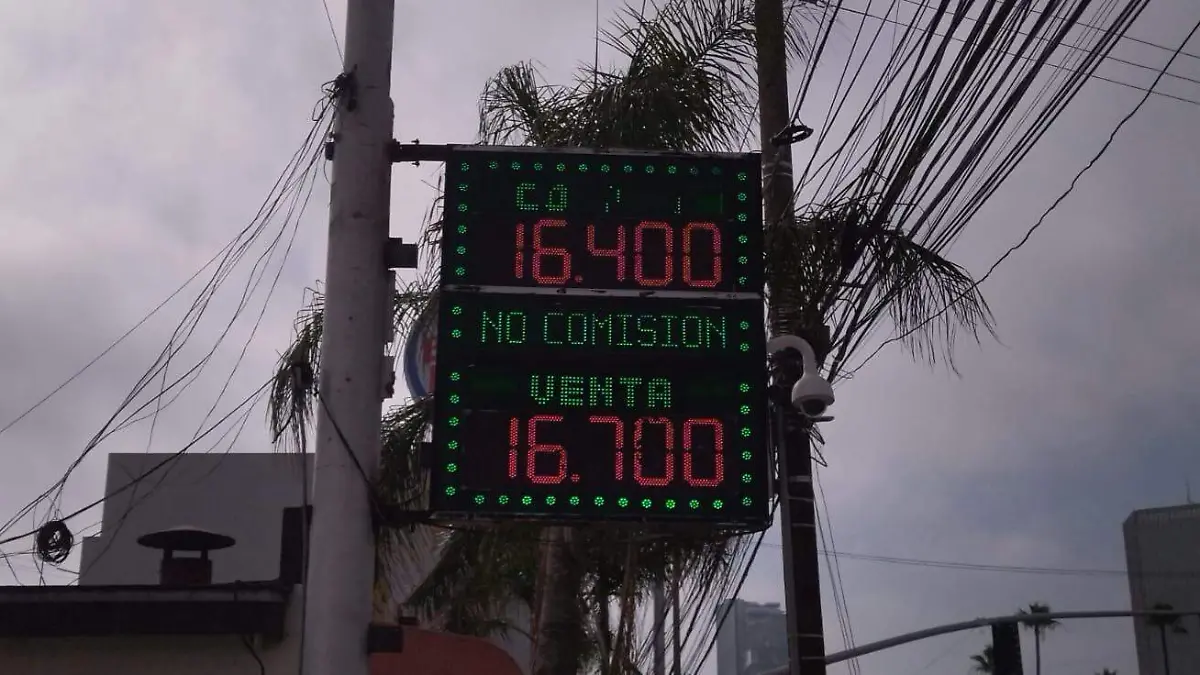 16.400
NO COMISION
VENTA
16.700